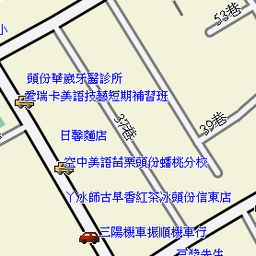 小
53巷
頭份華崴牙醫診所
愛瑞卡美語技藝短期補習班
37巷
39巷
日馨麵店
空中美語苗栗頭份蟠桃分校
丫水師古早香紅茶冰頭份信東店
三陽機車振順機車行